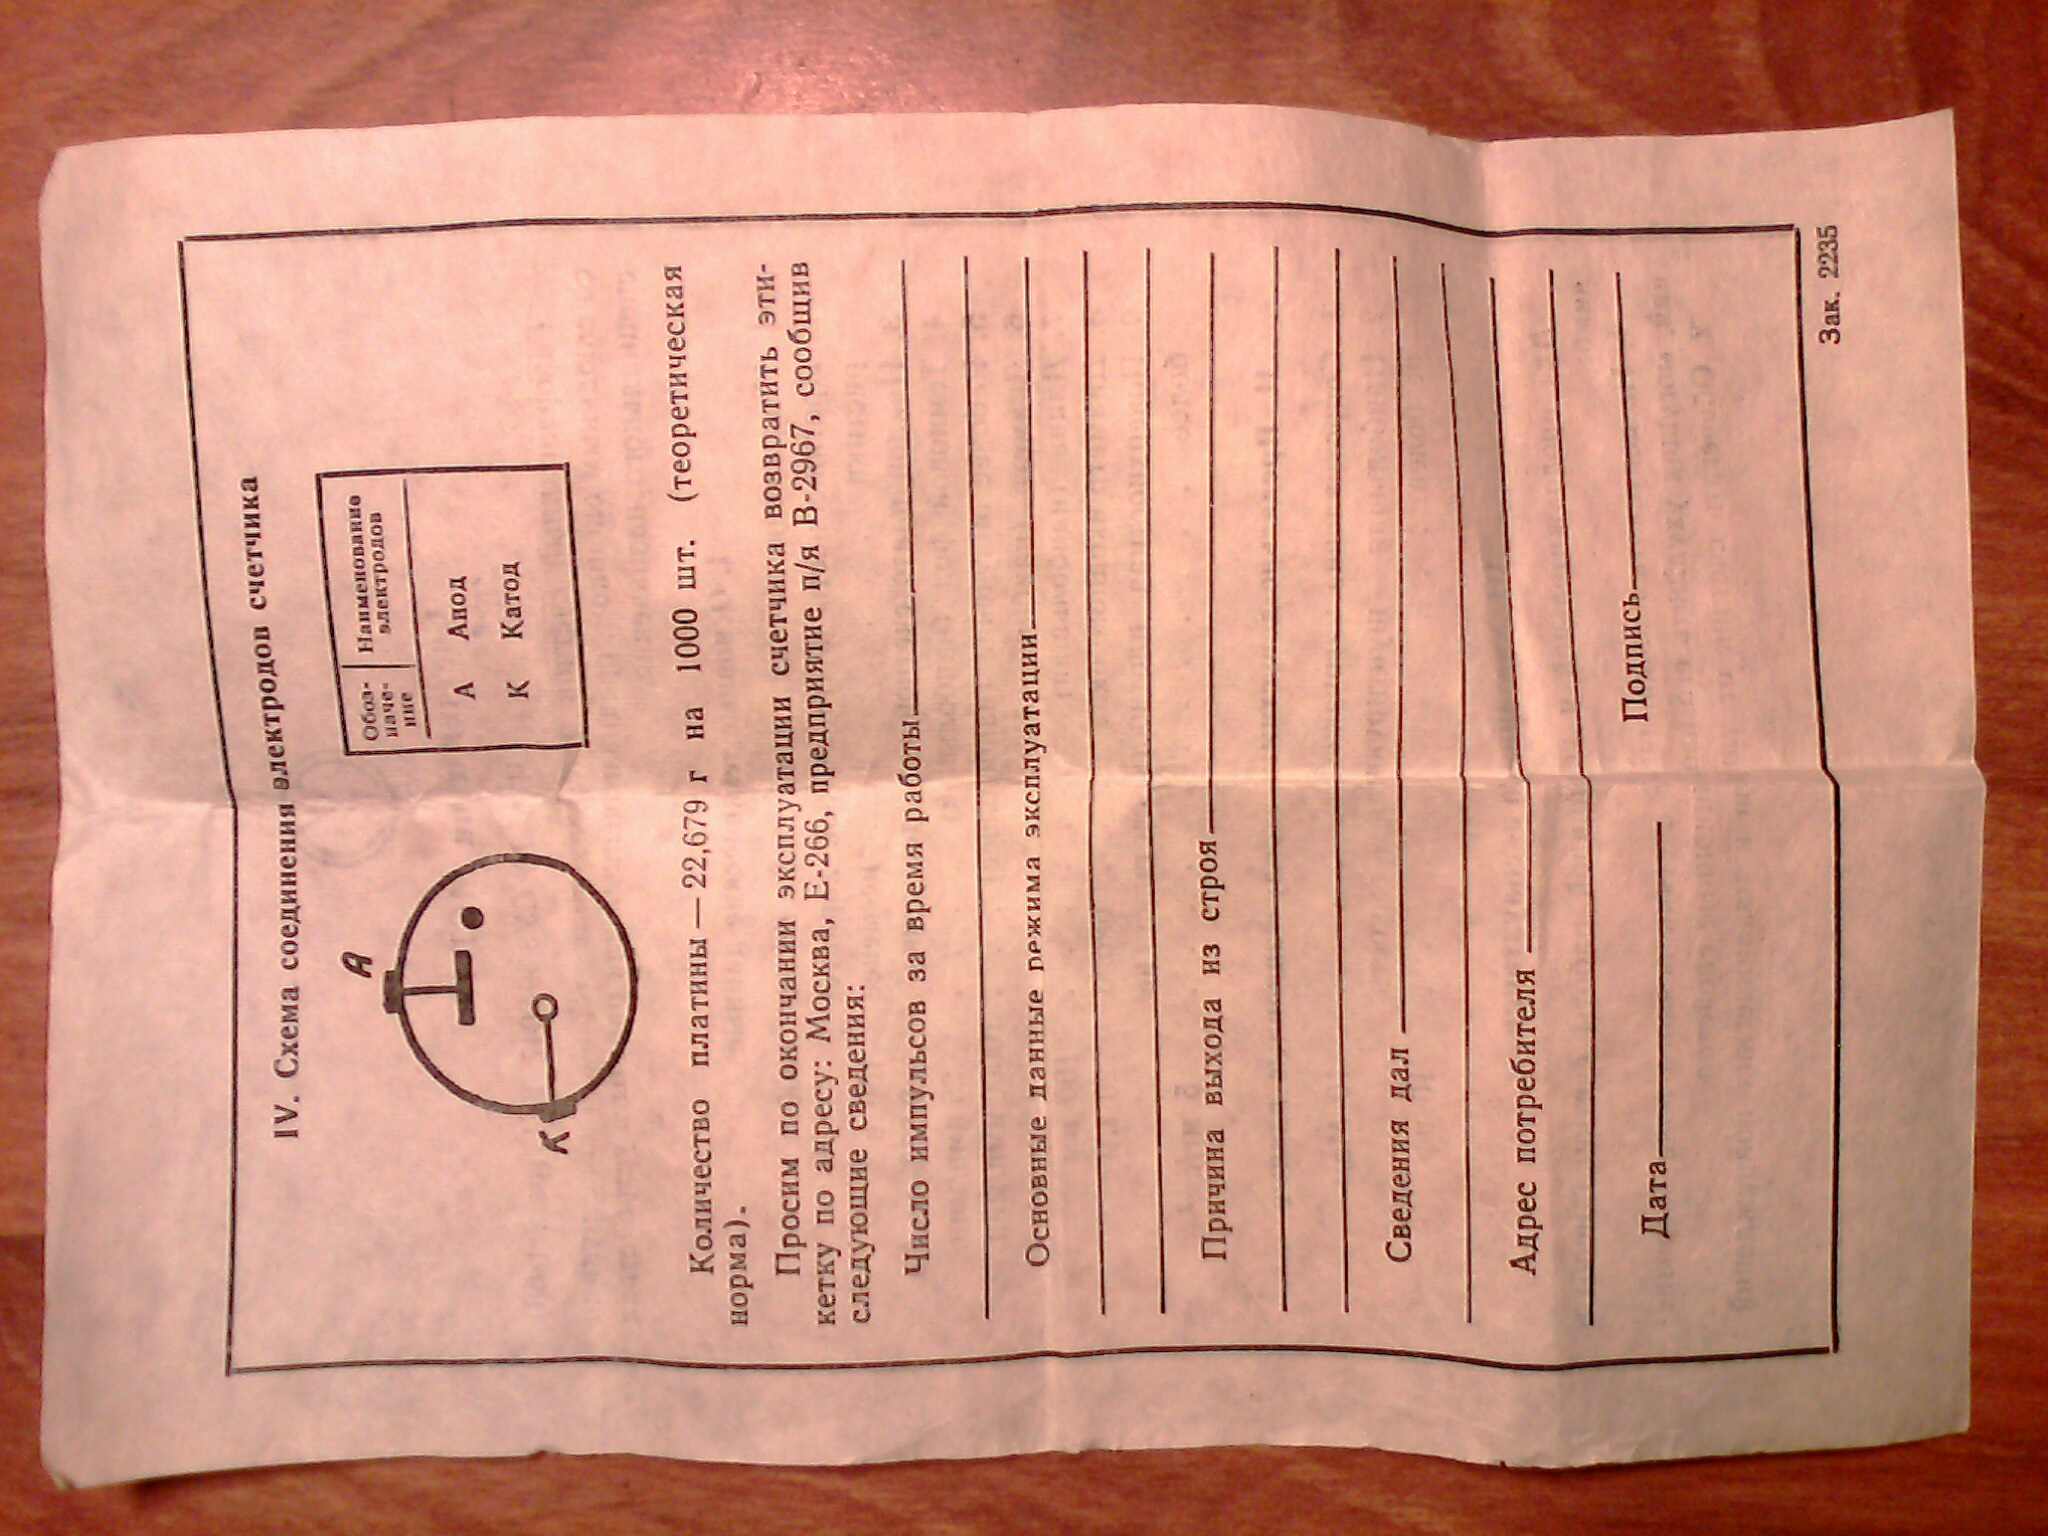 IV. Схема соединения электродов счетчика
А
К
Обоз-
наче-
ние
Наименование
электродов
А Анод
К Катод
Количество платины — 22,679 г на 1000 шт. (теоретическая
норма).
Просим по окончании эксплуатации счетчика возвратить эти-
кетку по адресу: Москва, Е-266, предприятие п/я В-2967, сообщив
следующие сведения:
Число импульсов за время работы
Основные данные режима эксплуатации
Причина выхода из строя
Сведения дал
Адрес потребителя
Дата Подпись
Зак. 2235